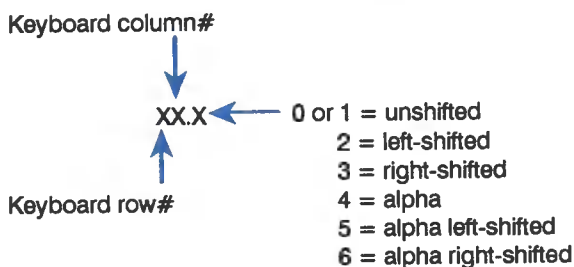 Keyboard column#
XX.X
0 or 1 = unshifted
2 = left-shifted
3 = right-shifted
4 = alpha
5 = alpha left-shifted
6 = alpha right-shifted
Keyboard row#